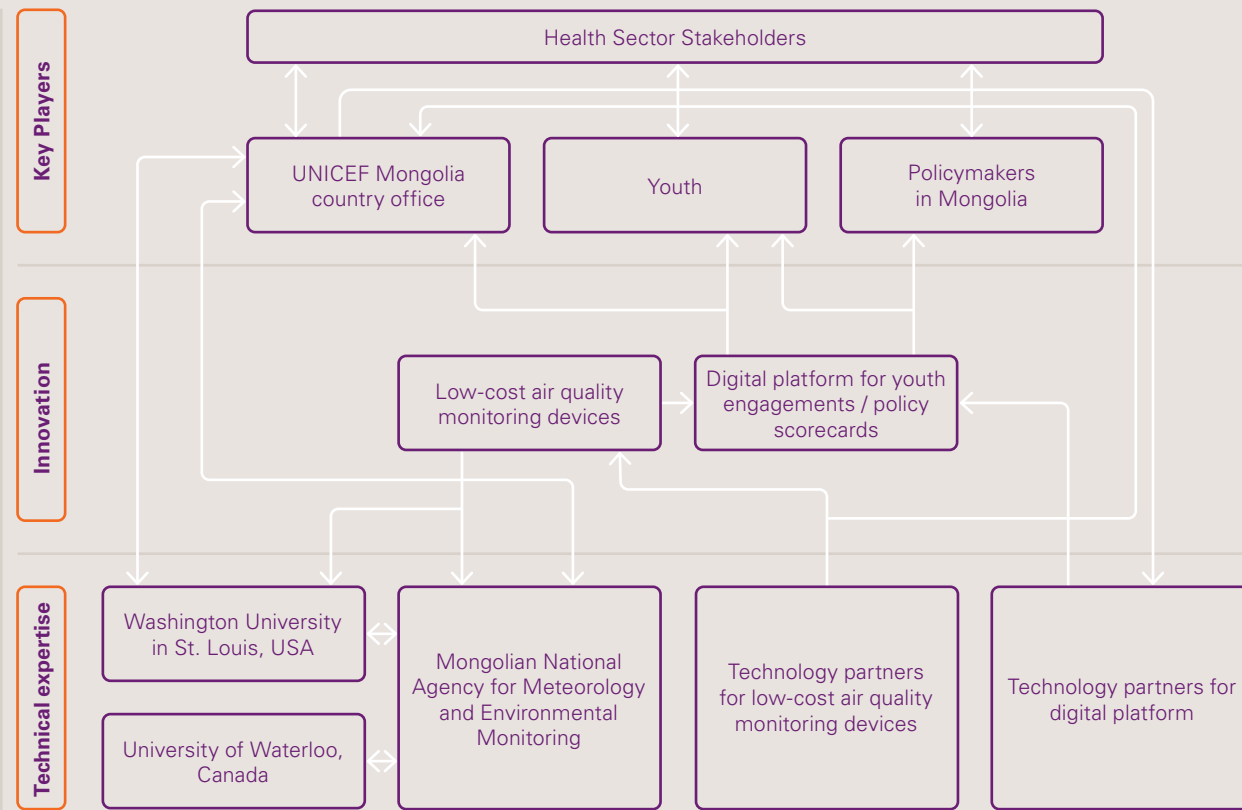 Key Players
Health Sector Stakeholders
UNICEF Mongolia
country office
Youth
Policymakers
in Mongolia
Innovation
Low-cost air quality
monitoring devices
Digital platform for youth
engagements / policy
scorecards
Technical expertise
Washington University
in St. Louis, USA
University of Waterloo,
Canada
Mongolian National
Agency for Meteorology
and Environmental
Monitoring
Technology partners
for low-cost air quality
monitoring devices
Technology partners for
digital platform